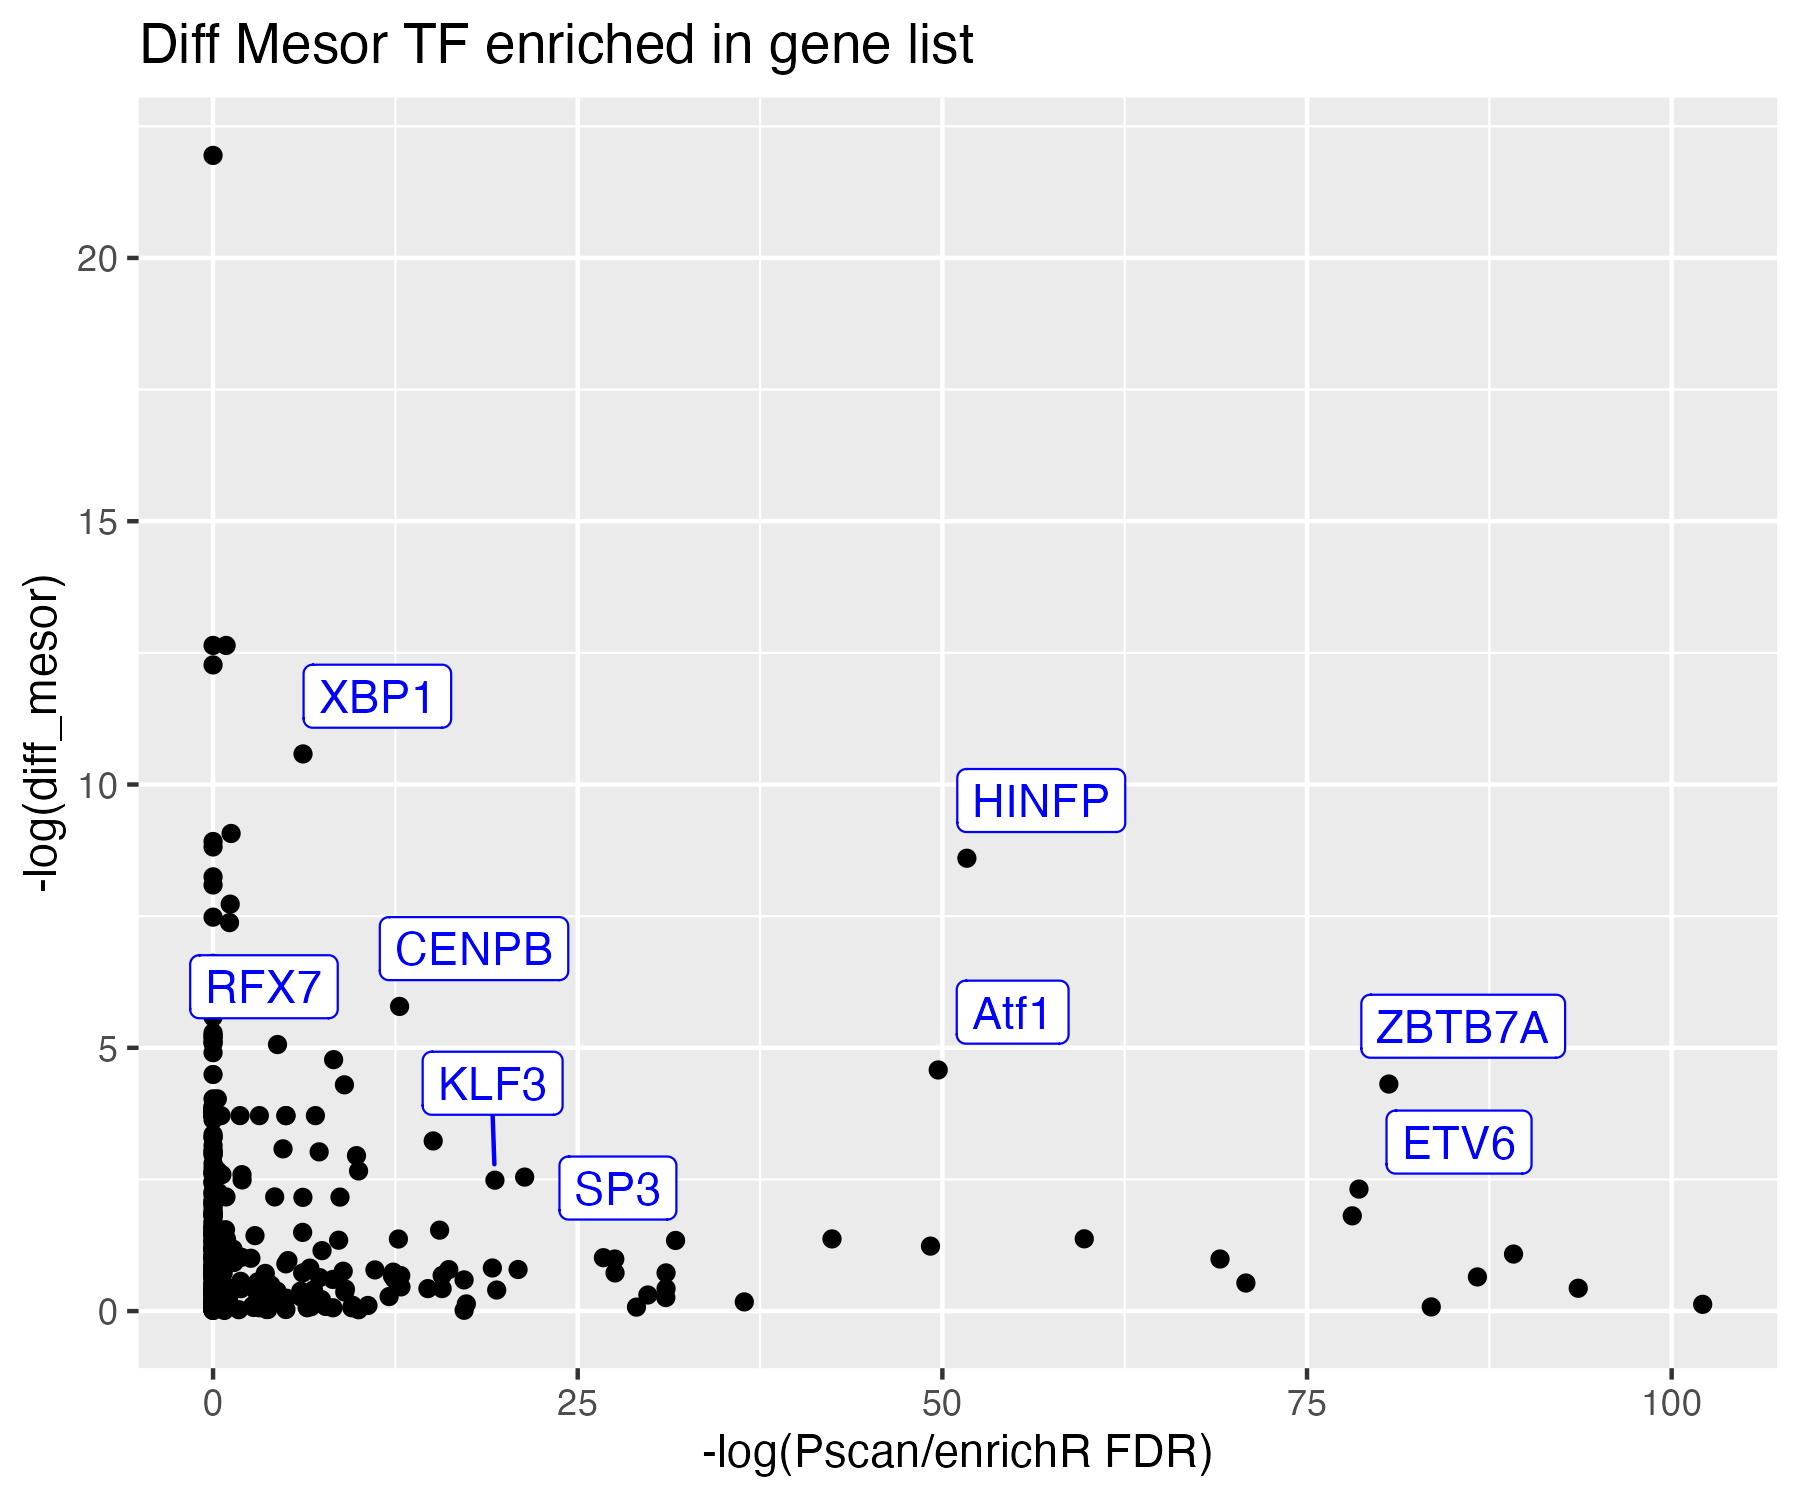 Diff Mesor TF enriched in gene list
-log(diff_mesor)
20
15
10
5
0
XBP1
HINFP
CENPB
RFX7
Atf1
ZBTB7A
KLF3
ETV6
SP3
0
25
50
75
100
-log(Pscan/enrichR FDR)